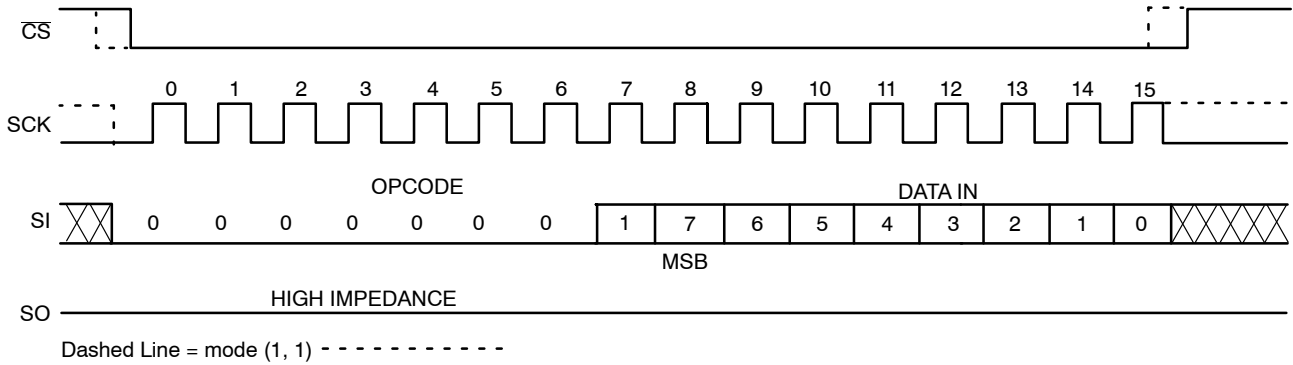 CS
0 1 2 3 4 5 6 7 8 9 10 11 12 13 14 15
SCK
OPCODE DATA IN
SI 0 0 0 0 0 0 0 1 7 6 5 4 3 2 1 0
MSB
HIGH IMPEDANCE
SO
Dashed Line = mode (1, 1)